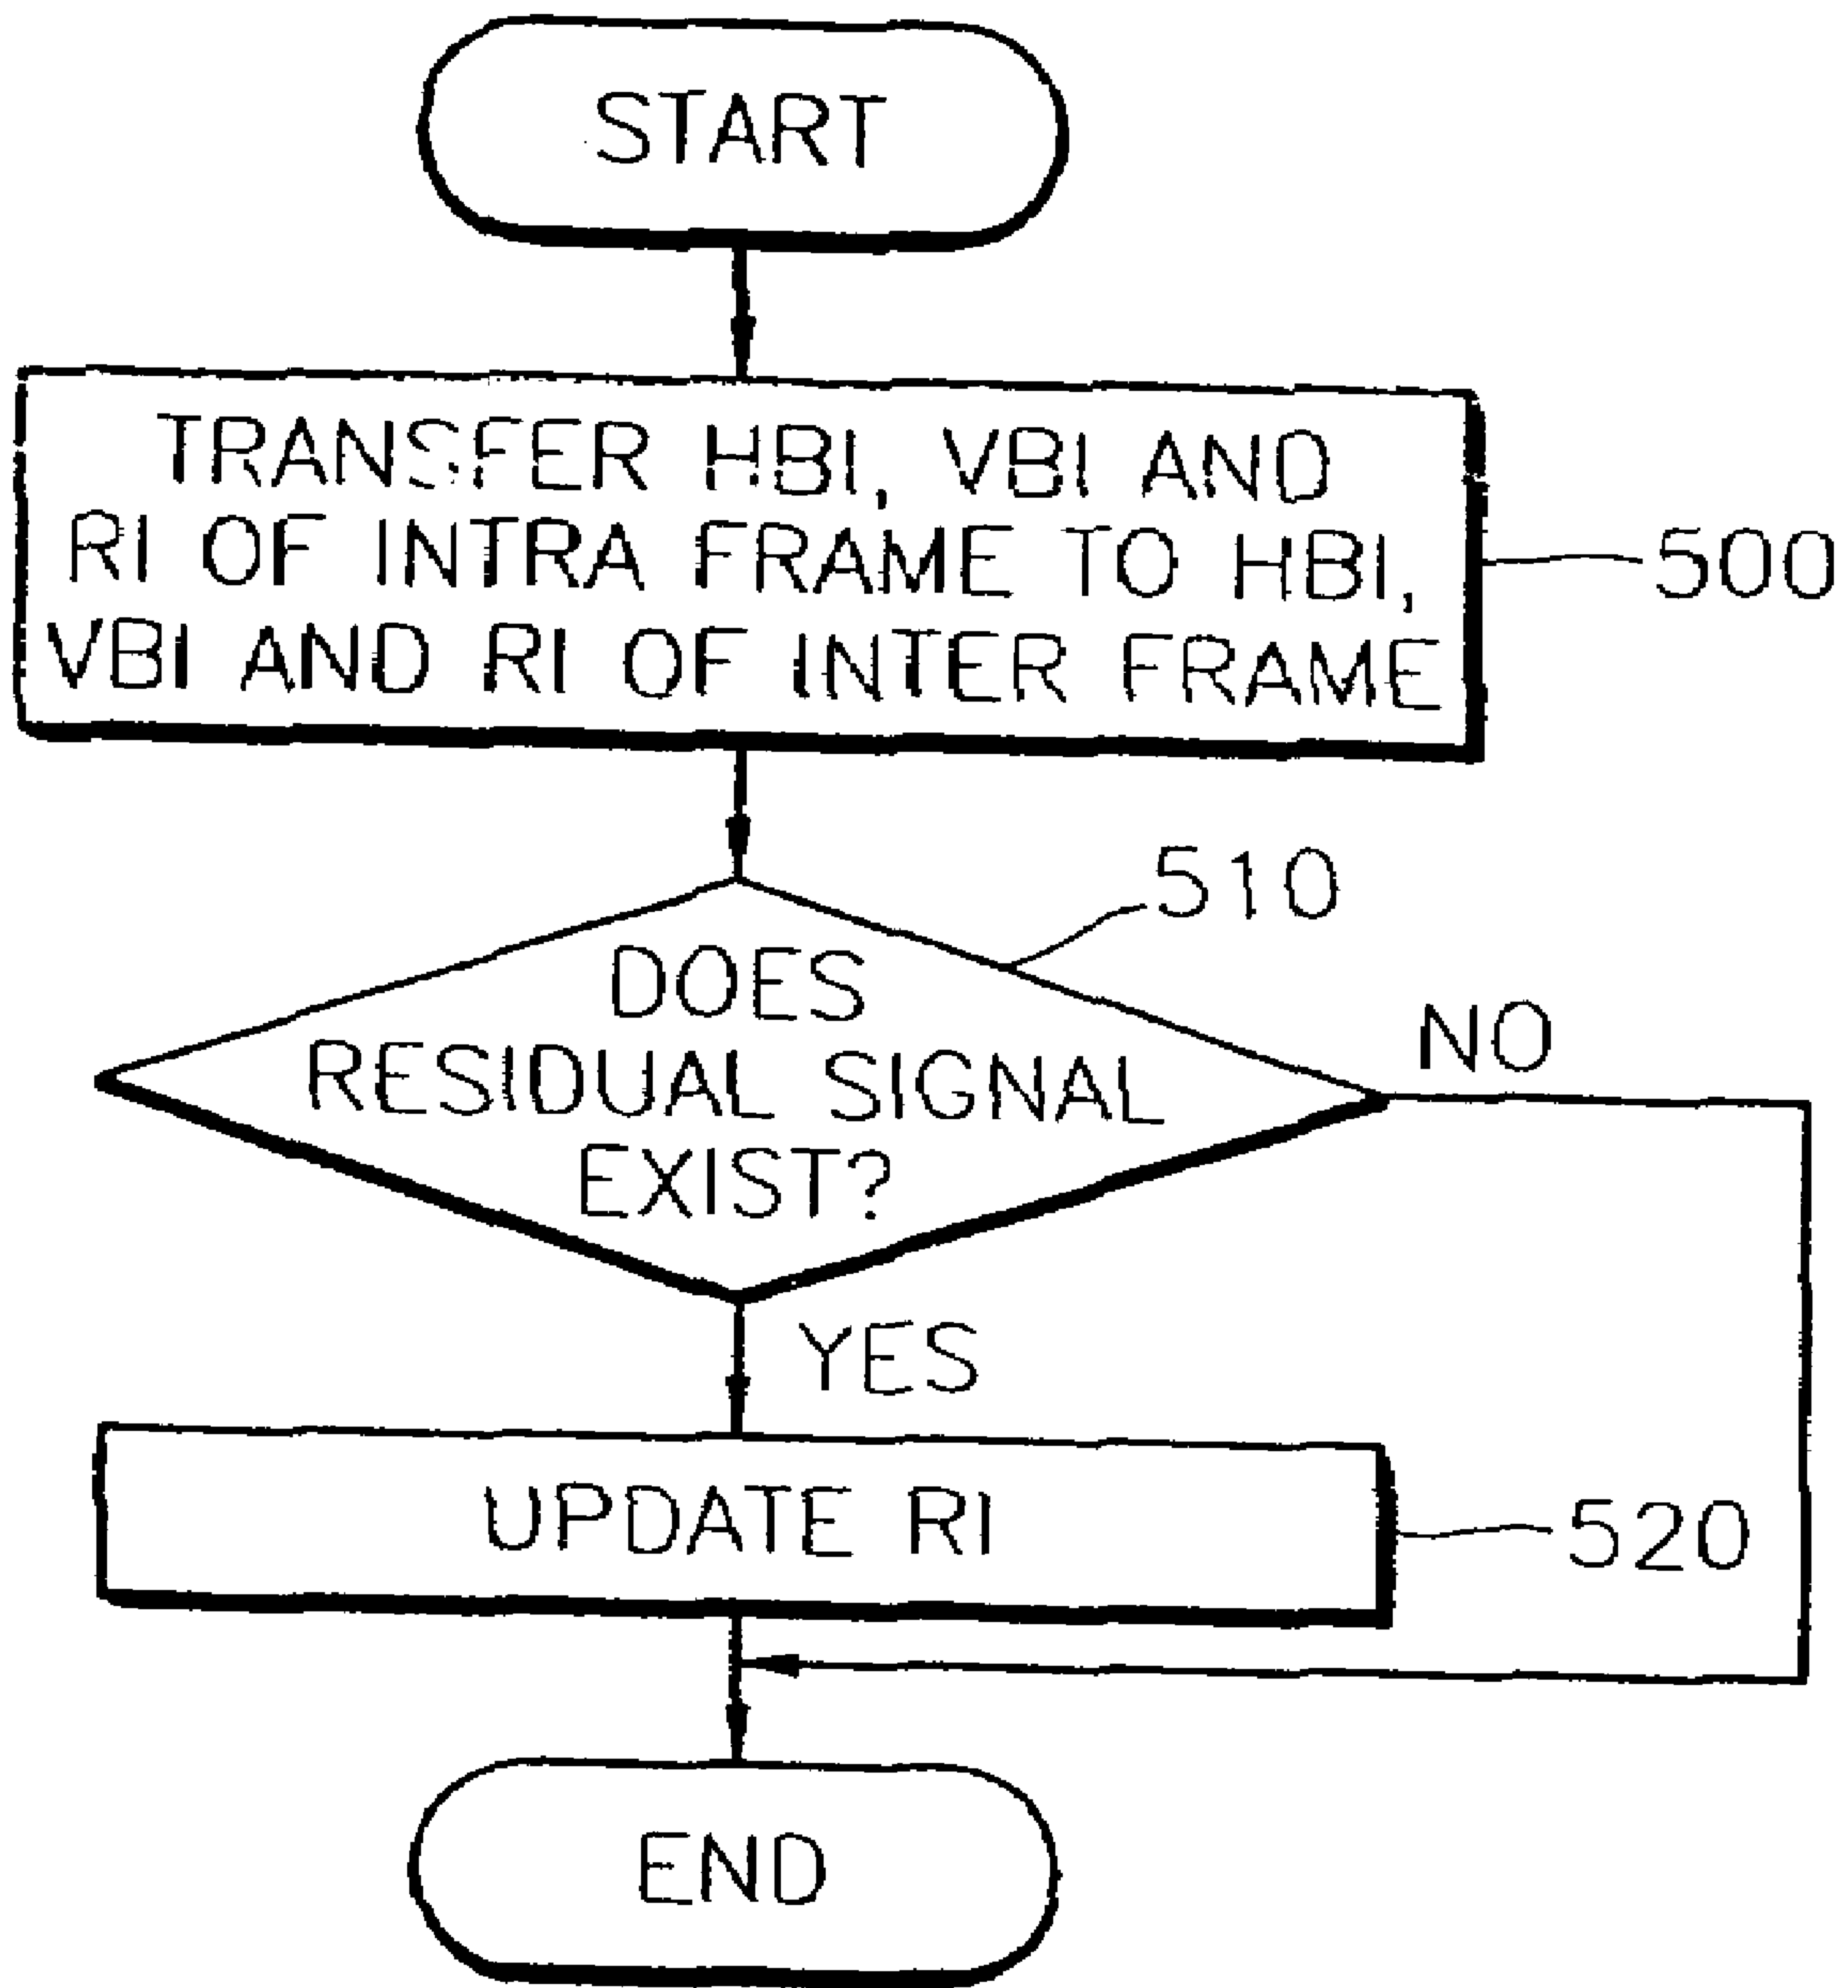 START
TRANSFER HBI, VBI AND
RI OF INTRA FRAME TO HBI,
VBI AND RI OF INTER FRAME
500
510
DOES
RESIDUAL SIGNAL
EXIST?
NO
YES
UPDATE RI
520
END